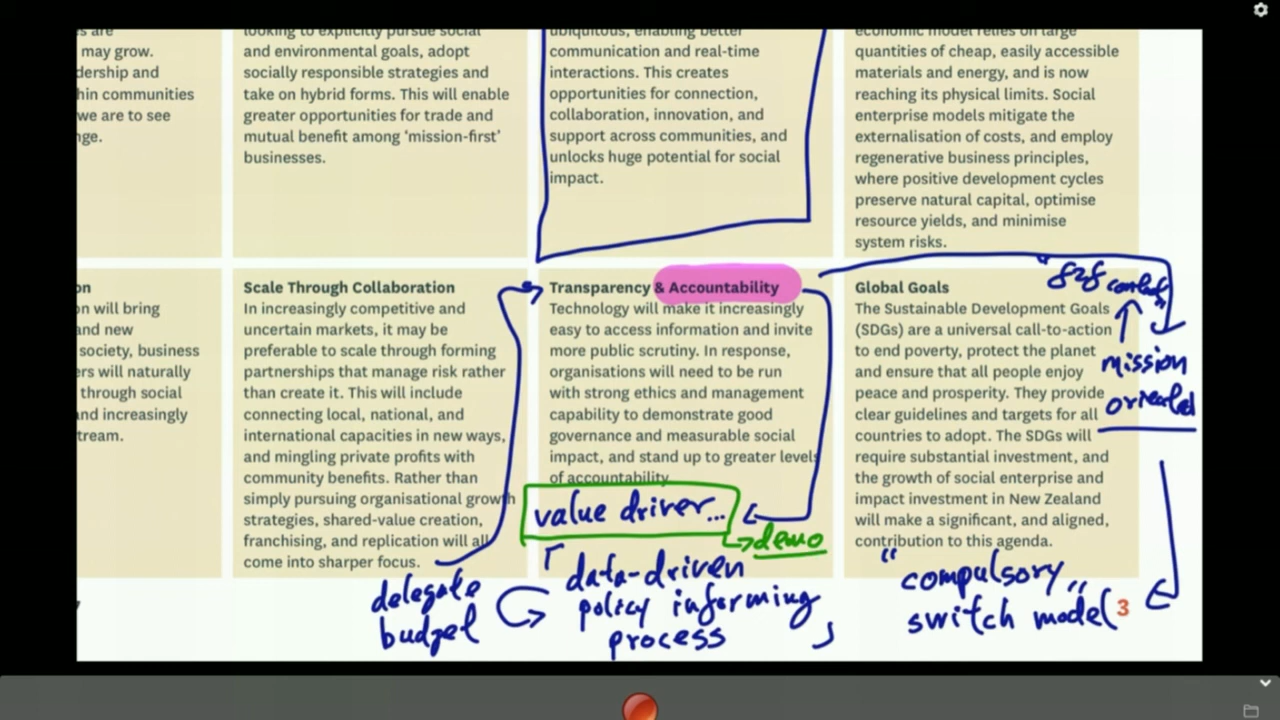 s are
may grow.
dership and
hin communities
we are to see
nge.
looking to explicitly pursue social
and environmental goals, adopt
socially responsible strategies and
take on hybrid forms. This will enable
greater opportunities for trade and
mutual benefit among ‘mission-first’
businesses.
ubiquitous, enabling better
communication and real-time
interactions. This creates
opportunities for connection,
collaboration, innovation, and
support across communities, and
unlocks huge potential for social
impact.
economic model relies on large
quantities of cheap, easily accessible
materials and energy, and is now
reaching its physical limits. Social
enterprise models mitigate the
externalisation of costs, and employ
regenerative business principles,
where positive development cycles
preserve natural capital, optimise
resource yields, and minimise
system risks.
on
on will bring
and new
society, business
ers will naturally
through social
and increasingly
tream.
Scale Through Collaboration
In increasingly competitive and
uncertain markets, it may be
preferable to scale through forming
partnerships that manage risk rather
than create it. This will include
connecting local, national, and
international capacities in new ways,
and mingling private profits with
community benefits. Rather than
simply pursuing organisational growth
strategies, shared-value creation,
franchising, and replication will all
come into sharper focus.
delegate
budget
Transparency & Accountability
Technology will make it increasingly
easy to access information and invite
more public scrutiny. In response,
organisations will need to be run
with strong ethics and management
capability to demonstrate good
governance and measurable social
impact, and stand up to greater levels
of accountability.
value driver...
demo
data-driven
policy informing
process
Global Goals
The Sustainable Development Goals
(SDGs) are a universal call-to-action
to end poverty, protect the planet
and ensure that all people enjoy
peace and prosperity. They provide
clear guidelines and targets for all
countries to adopt. The SDGs will
require substantial investment, and
the growth of social enterprise and
impact investment in New Zealand
will make a significant, and aligned,
contribution to this agenda.
"f2f
mission
oriented
"compulsory
switch model"
3